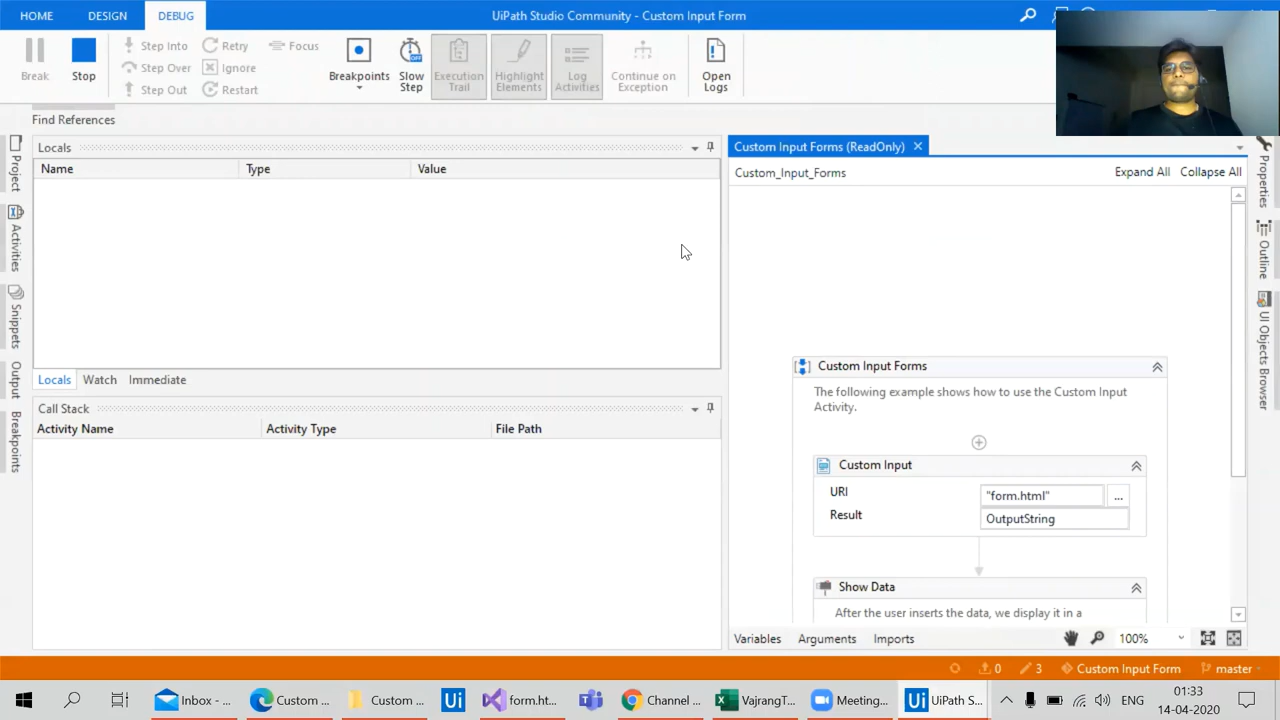 HOME
DESIGN
DEBUG
UiPath Studio Community - Custom Input Form
Break
Stop
Step Into
Step Over
Step Out
Retry
Ignore
Restart
Focus
Breakpoints
Slow
Step
Execution
Trail
Highlight
Elements
Log
Activities
Continue on
Exception
Open
Logs
Find References
Locals
Name
Type
Value
Locals
Watch
Immediate
Call Stack
Activity Name
Activity Type
File Path
Project
Activities
Snippets
Output
Breakpoints
Custom Input Forms (ReadOnly)
Custom_Input_Forms
Expand All
Collapse All
Custom Input Forms
The following example shows how to use the Custom Input
Activity.
Custom Input
URI
"form.html"
...
Result
OutputString
Show Data
After the user inserts the data, we display it in a
Variables
Arguments
Imports
100%
Properties
Outline
UI Objects Browser
0
3
Custom Input Form
master
Inbox - ...
Custom ...
Custom ...
Ui
form.ht...
Channel ...
VajrangT...
Meeting...
Ui
UiPath S...
ENG
01:33
14-04-2020